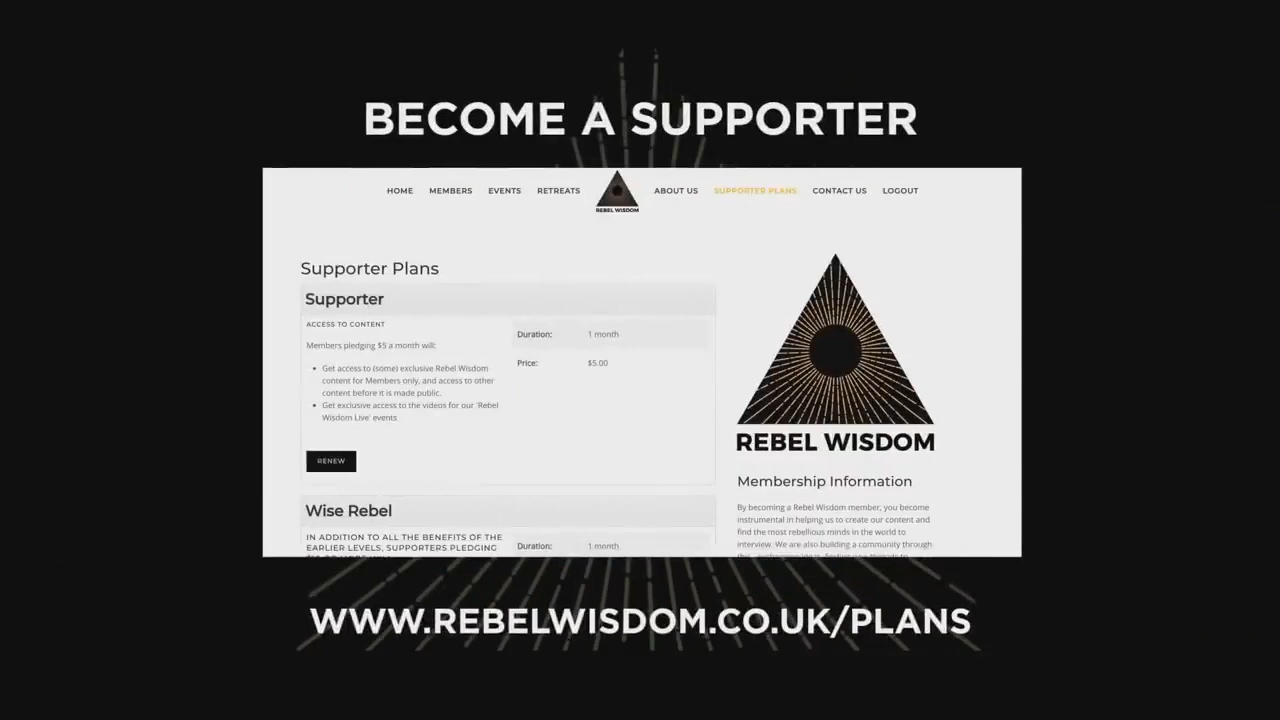 BECOME A SUPPORTER
HOME MEMBERS EVENTS RETREATS REBEL WISDOM ABOUT US SUPPORTER PLANS CONTACT US LOGOUT
Supporter Plans
Supporter
ACCESS TO CONTENT
Members pledging $5 a month will:
• Get access to (some) exclusive Rebel Wisdom
content for Members only, and access to other
content before it is made public.
• Get exclusive access to the videos for our 'Rebel
Wisdom Live' events
Duration: 1 month
Price: $5.00
RENEW
Wise Rebel
IN ADDITION TO ALL THE BENEFITS OF THE
EARLIER LEVELS, SUPPORTERS PLEDGING
Duration: 1 month
REBEL WISDOM
Membership Information
By becoming a Rebel Wisdom member, you become
instrumental in helping us to create our content and
find the most rebellious minds in the world to
interview. We are also building a community through
WWW.REBELWISDOM.CO.UK/PLANS